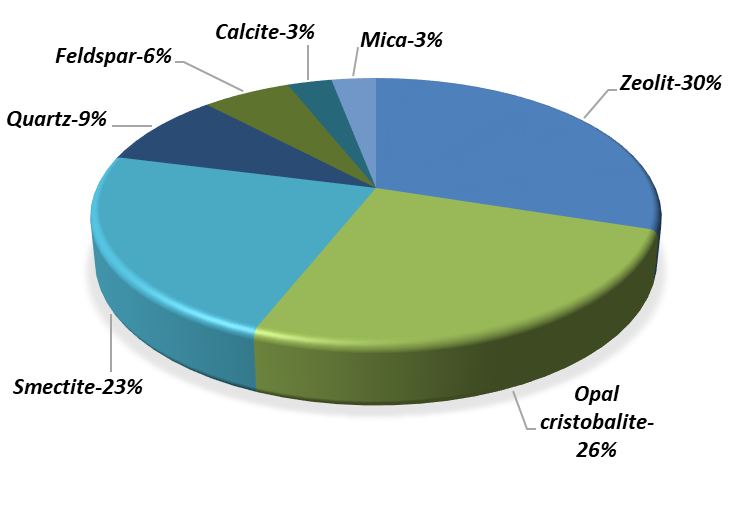 Calcite-3%
Mica-3%
Feldspar-6%
Zeolit-30%
Quartz-9%
Smectite-23%
Opal
cristobalite-
26%